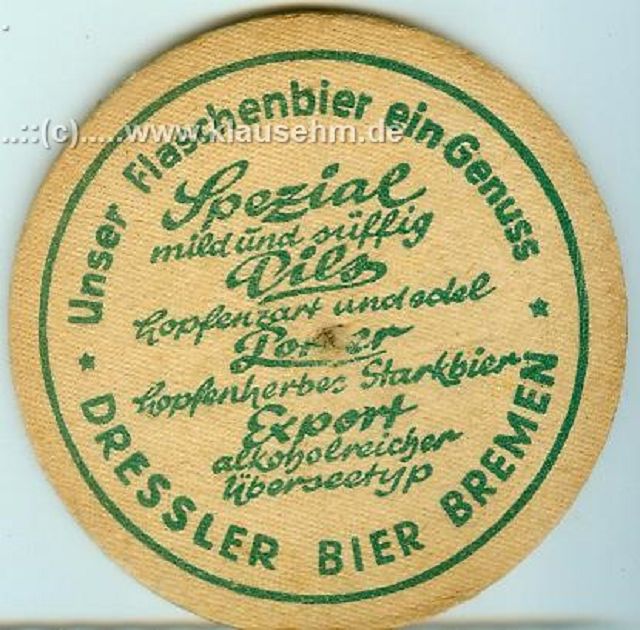 ..::(c).....www.klausehm.de
Unser Flaschenbier ein Genuss
Spezial
mild und süffig
Pils
hopfenzart und edel
Porter
hopfenherbes Starkbier
Export
alkoholreicher
Überseetyp
DRESSLER BIER BREMEN